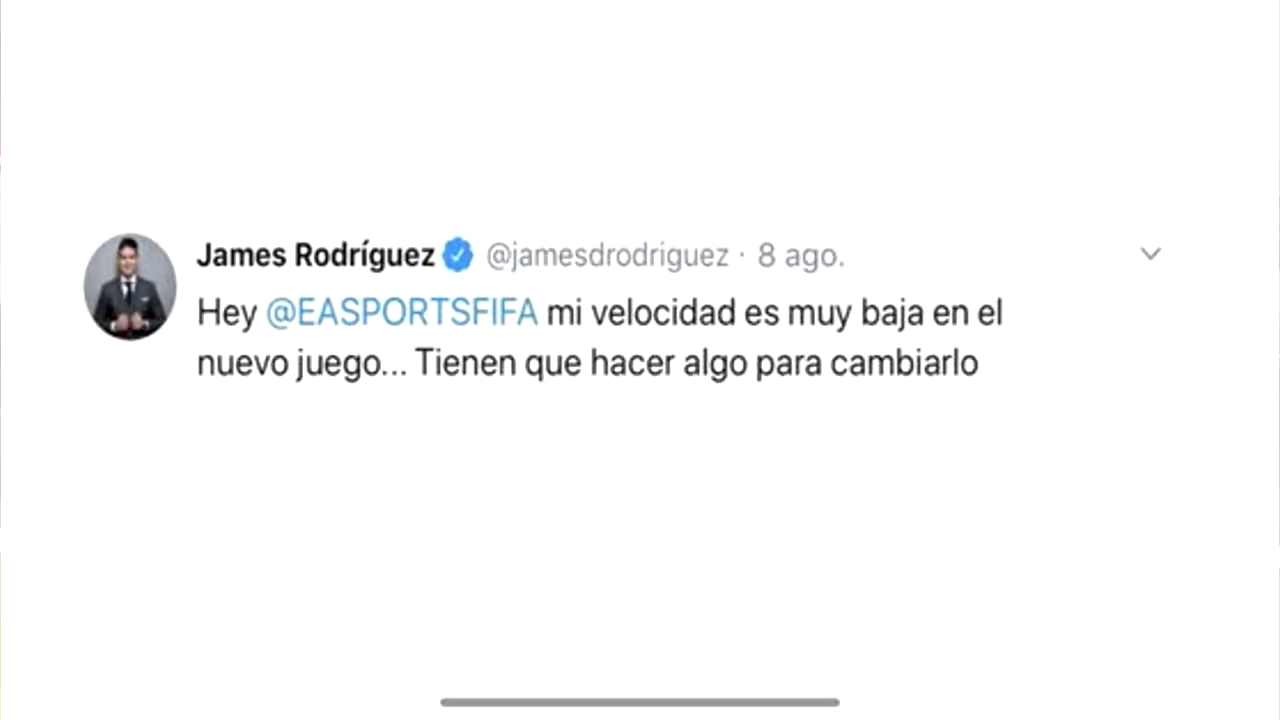 James Rodríguez @jamesdrodriguez · 8 ago.
Hey @EASPORTSFIFA mi velocidad es muy baja en el
nuevo juego... Tienen que hacer algo para cambiarlo